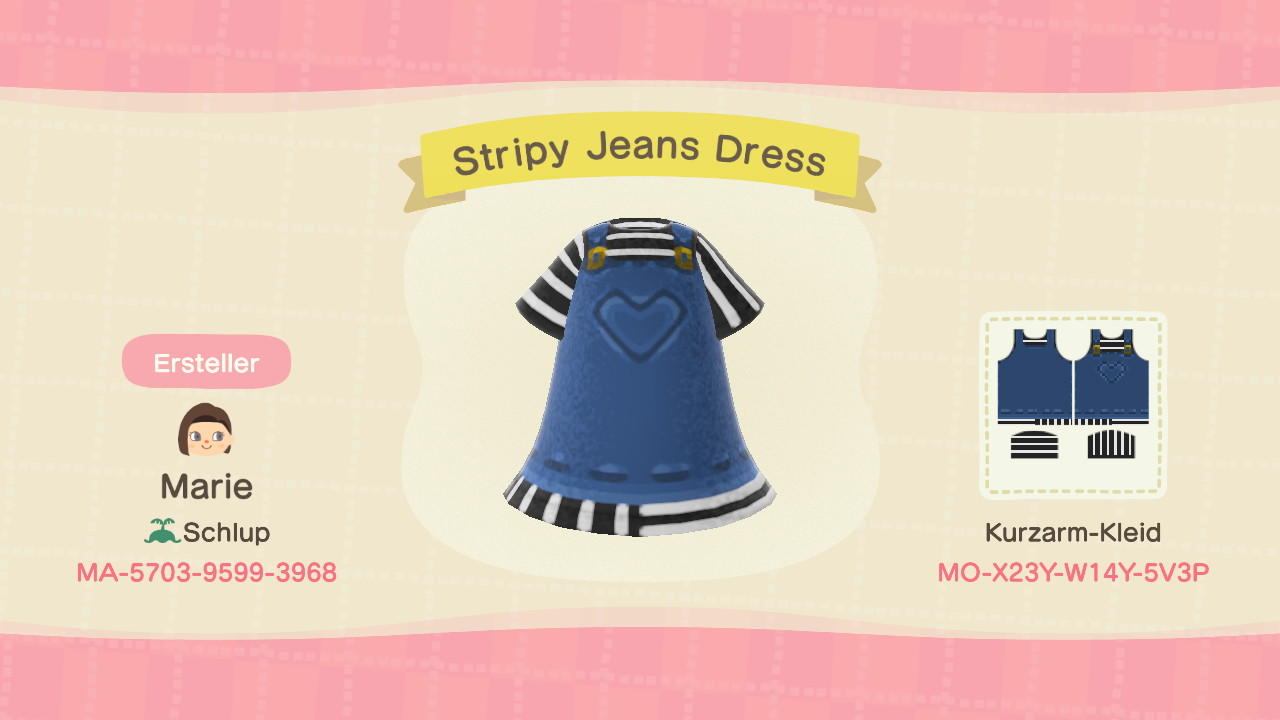 Stripy Jeans Dress
Ersteller
Marie
Schlup
MA-5703-9599-3968
Kurzarm-Kleid
MO-X23Y-W14Y-5V3P